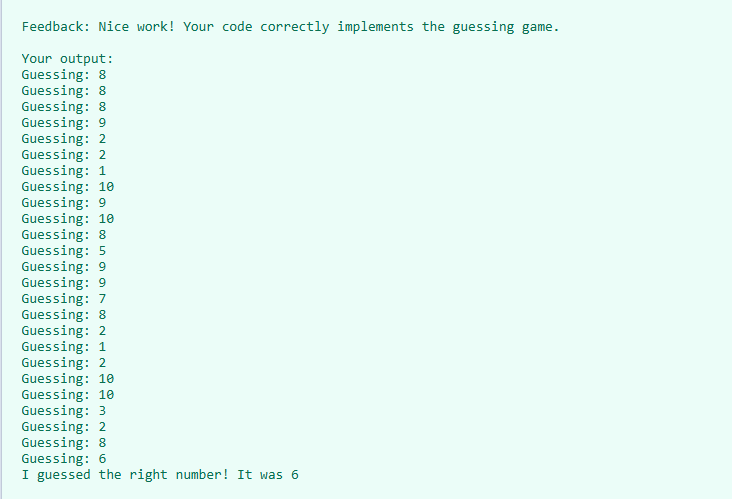 Feedback: Nice work! Your code correctly implements the guessing game.
Your output:
Guessing: 8
Guessing: 8
Guessing: 8
Guessing: 9
Guessing: 2
Guessing: 2
Guessing: 1
Guessing: 10
Guessing: 9
Guessing: 10
Guessing: 8
Guessing: 5
Guessing: 9
Guessing: 9
Guessing: 7
Guessing: 8
Guessing: 2
Guessing: 1
Guessing: 2
Guessing: 10
Guessing: 10
Guessing: 3
Guessing: 2
Guessing: 8
Guessing: 6
I guessed the right number! It was 6